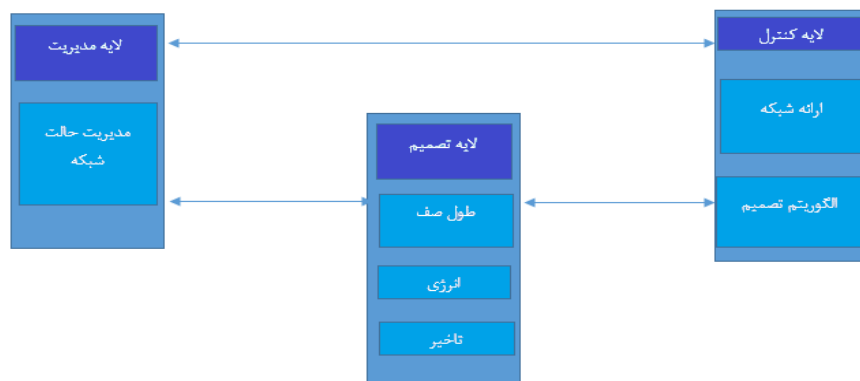 لایه کنترل
ارائه شبکه
الگوریتم تصمیم
لایه تصمیم
طول صف
انرژی
تاخیر
لایه مدیریت
مدیریت حالت
شبکه